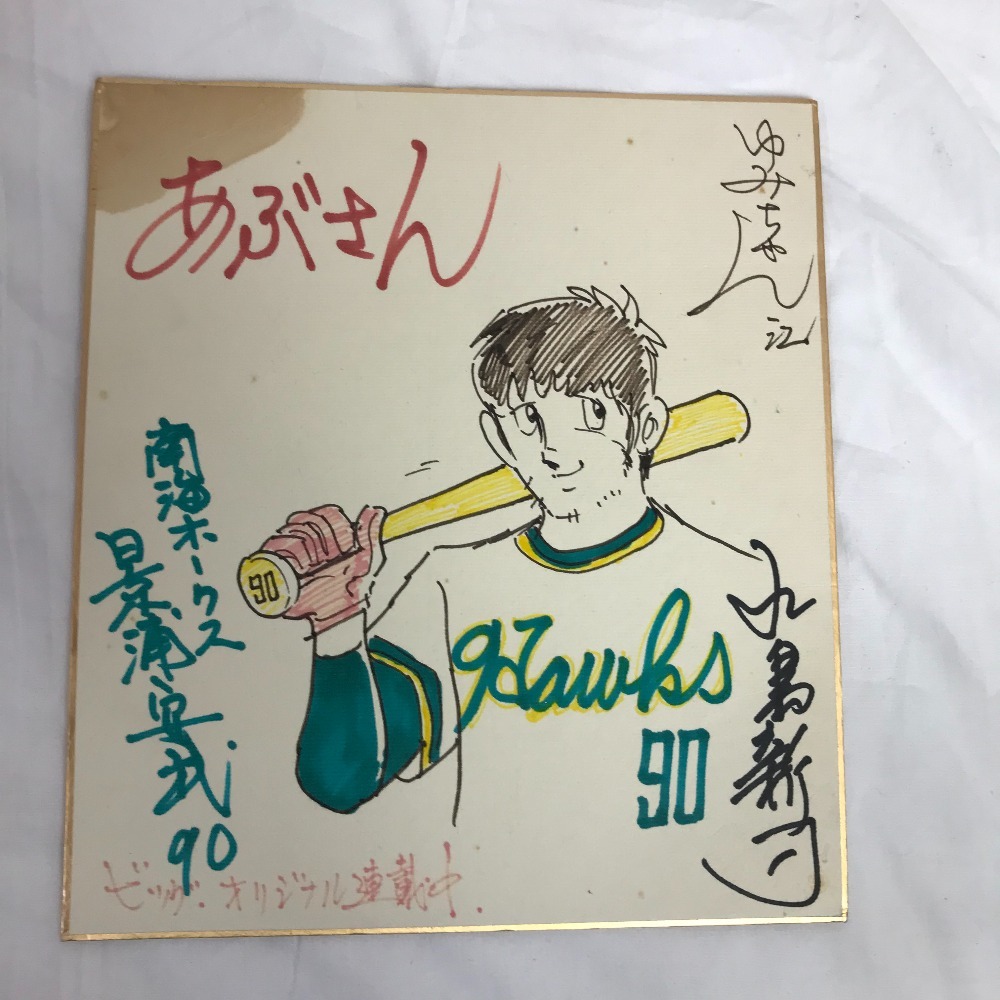 あぶさん
ゆみちゃん江
南海ホークス
景浦安武
90
90
Hawks
90
水島新司
ビッグ.オリジナル連載中.